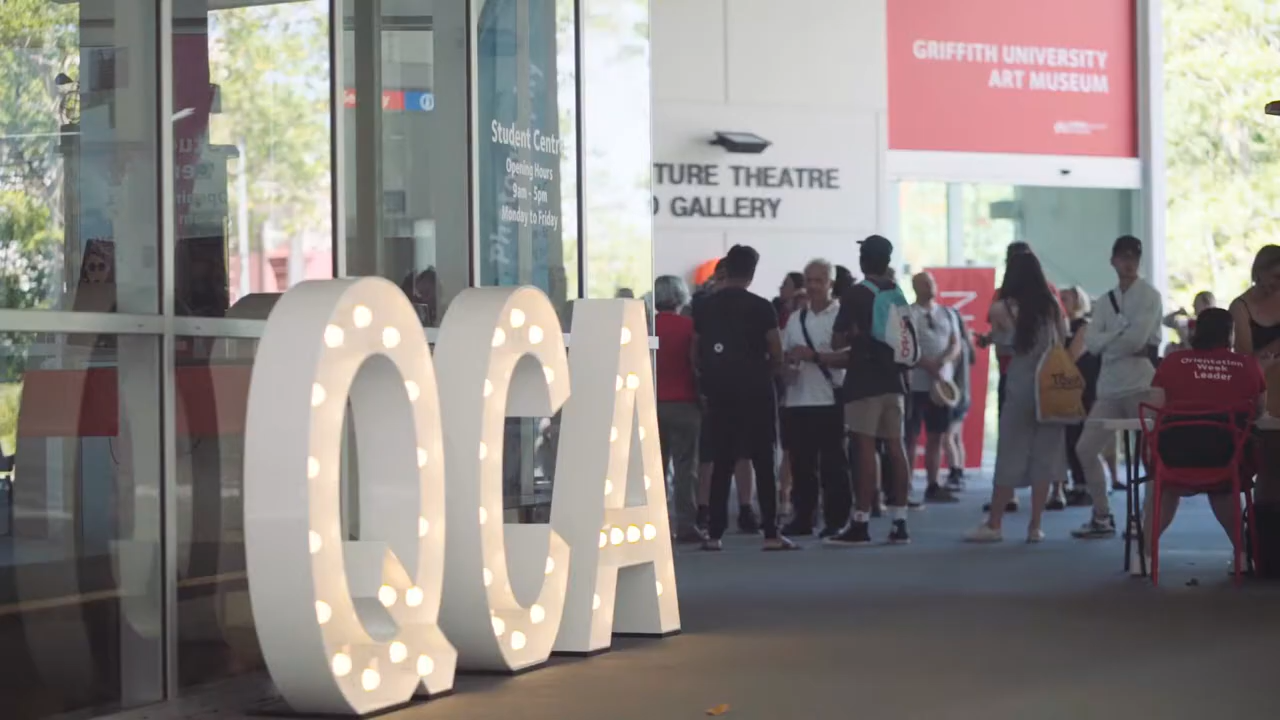 GRIFFITH UNIVERSITY
ART MUSEUM
Student Centr
Opening Hours
9am - 5pm
Monday to Friday
TURE THEATRE
GALLERY
QCA
Orientation
Week
Leader